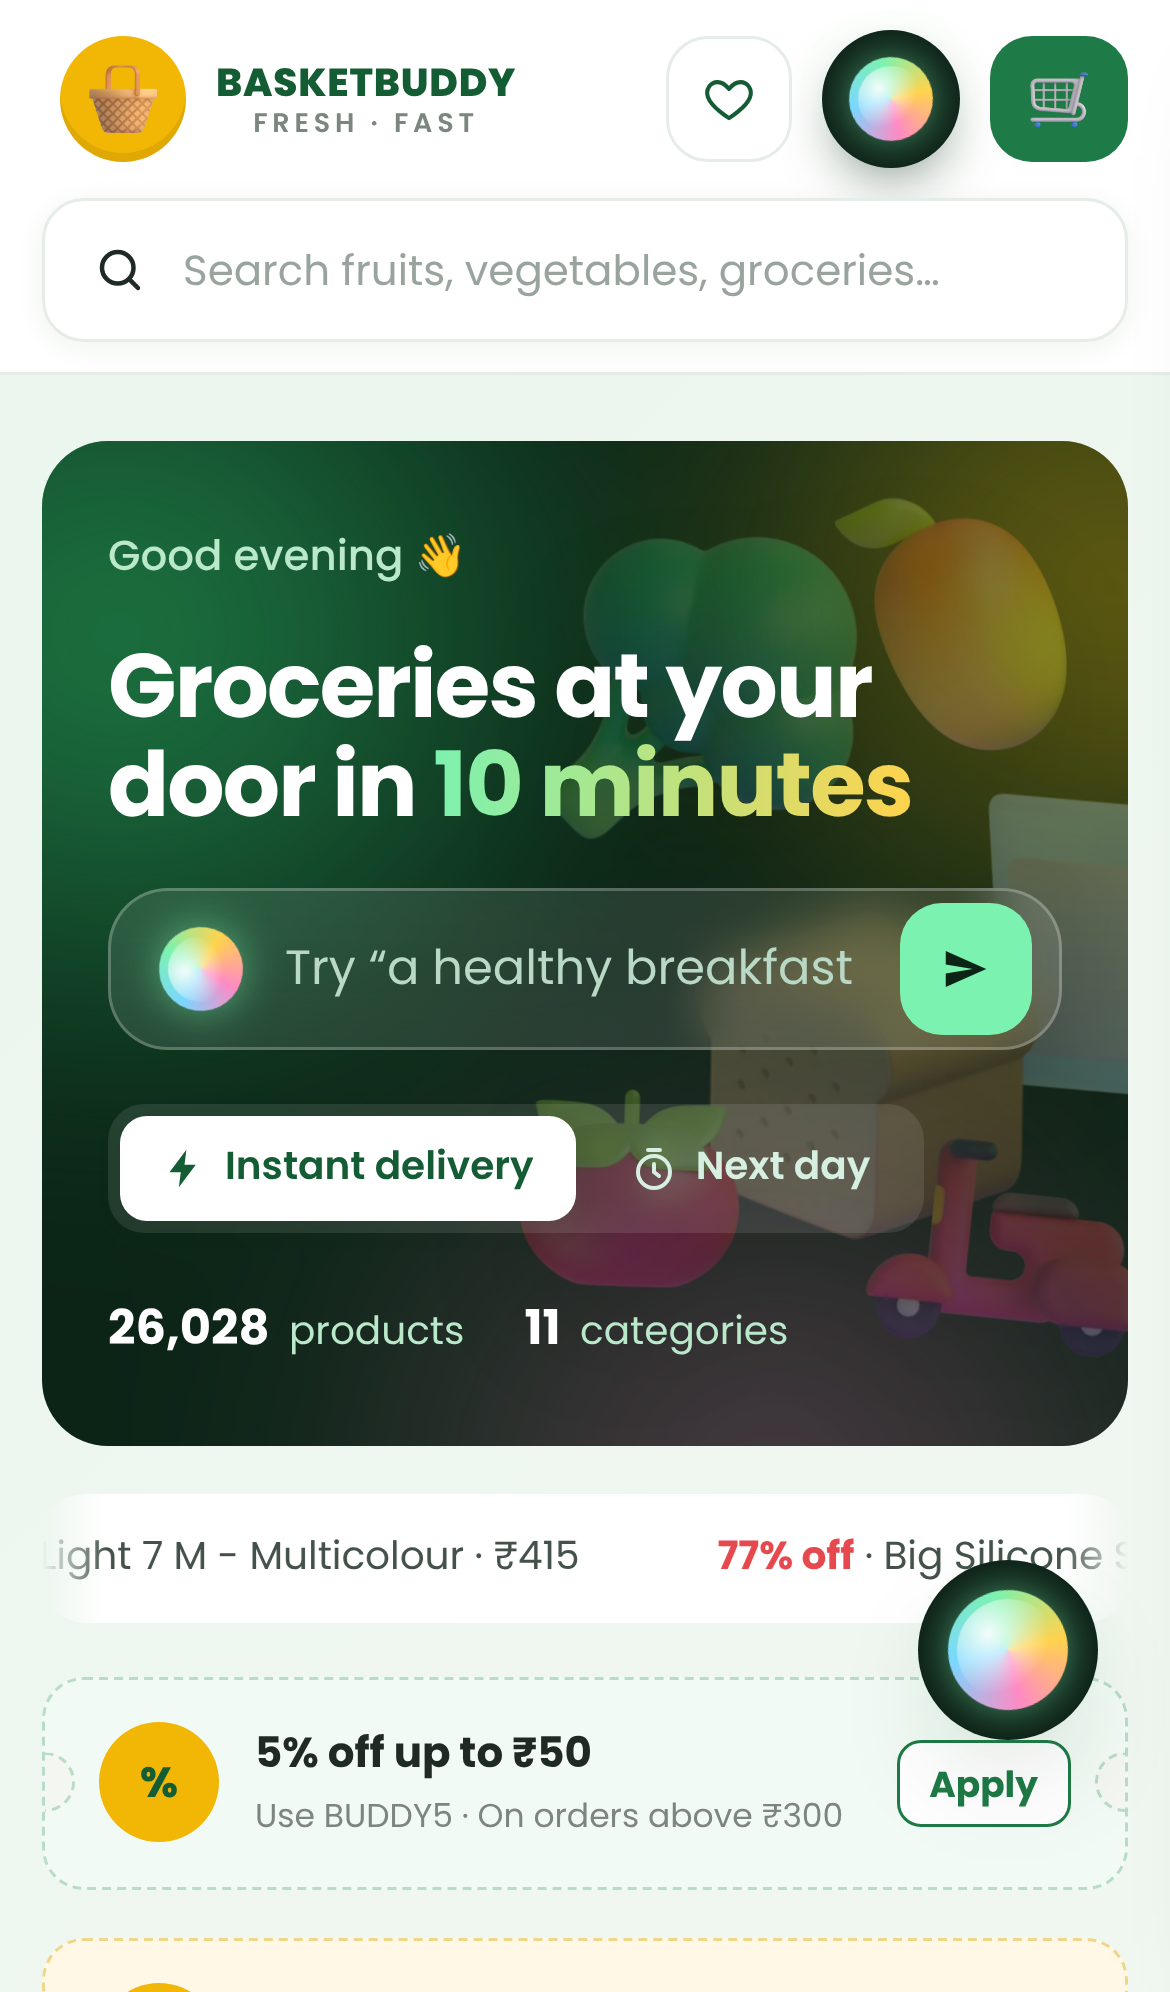 BASKETBUDDY
FRESH · FAST
Search fruits, vegetables, groceries...
Good evening 👋
Groceries at your
door in 10 minutes
Try “a healthy breakfast
Instant delivery
Next day
26,028 products 11 categories
Light 7 M - Multicolour · ₹415
77% off · Big Silicone S
%
5% off up to ₹50
Use BUDDY5 · On orders above ₹300
Apply